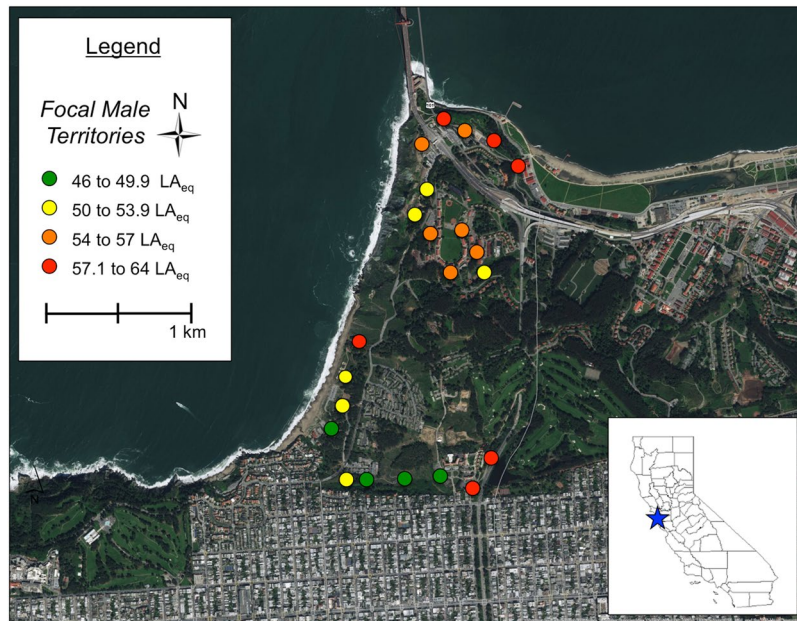 Legend
Focal Male
Territories
N
46 to 49.9 LAeq
50 to 53.9 LAeq
54 to 57 LAeq
57.1 to 64 LAeq
1 km